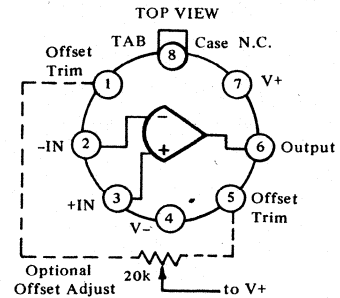 TOP VIEW
TAB 8 Case N.C.
Offset
Trim
1
7 V+
−IN 2
− 
+
6 Output
+IN 3
V− 4
5 Offset
Trim
Optional
Offset Adjust
20k
to V+